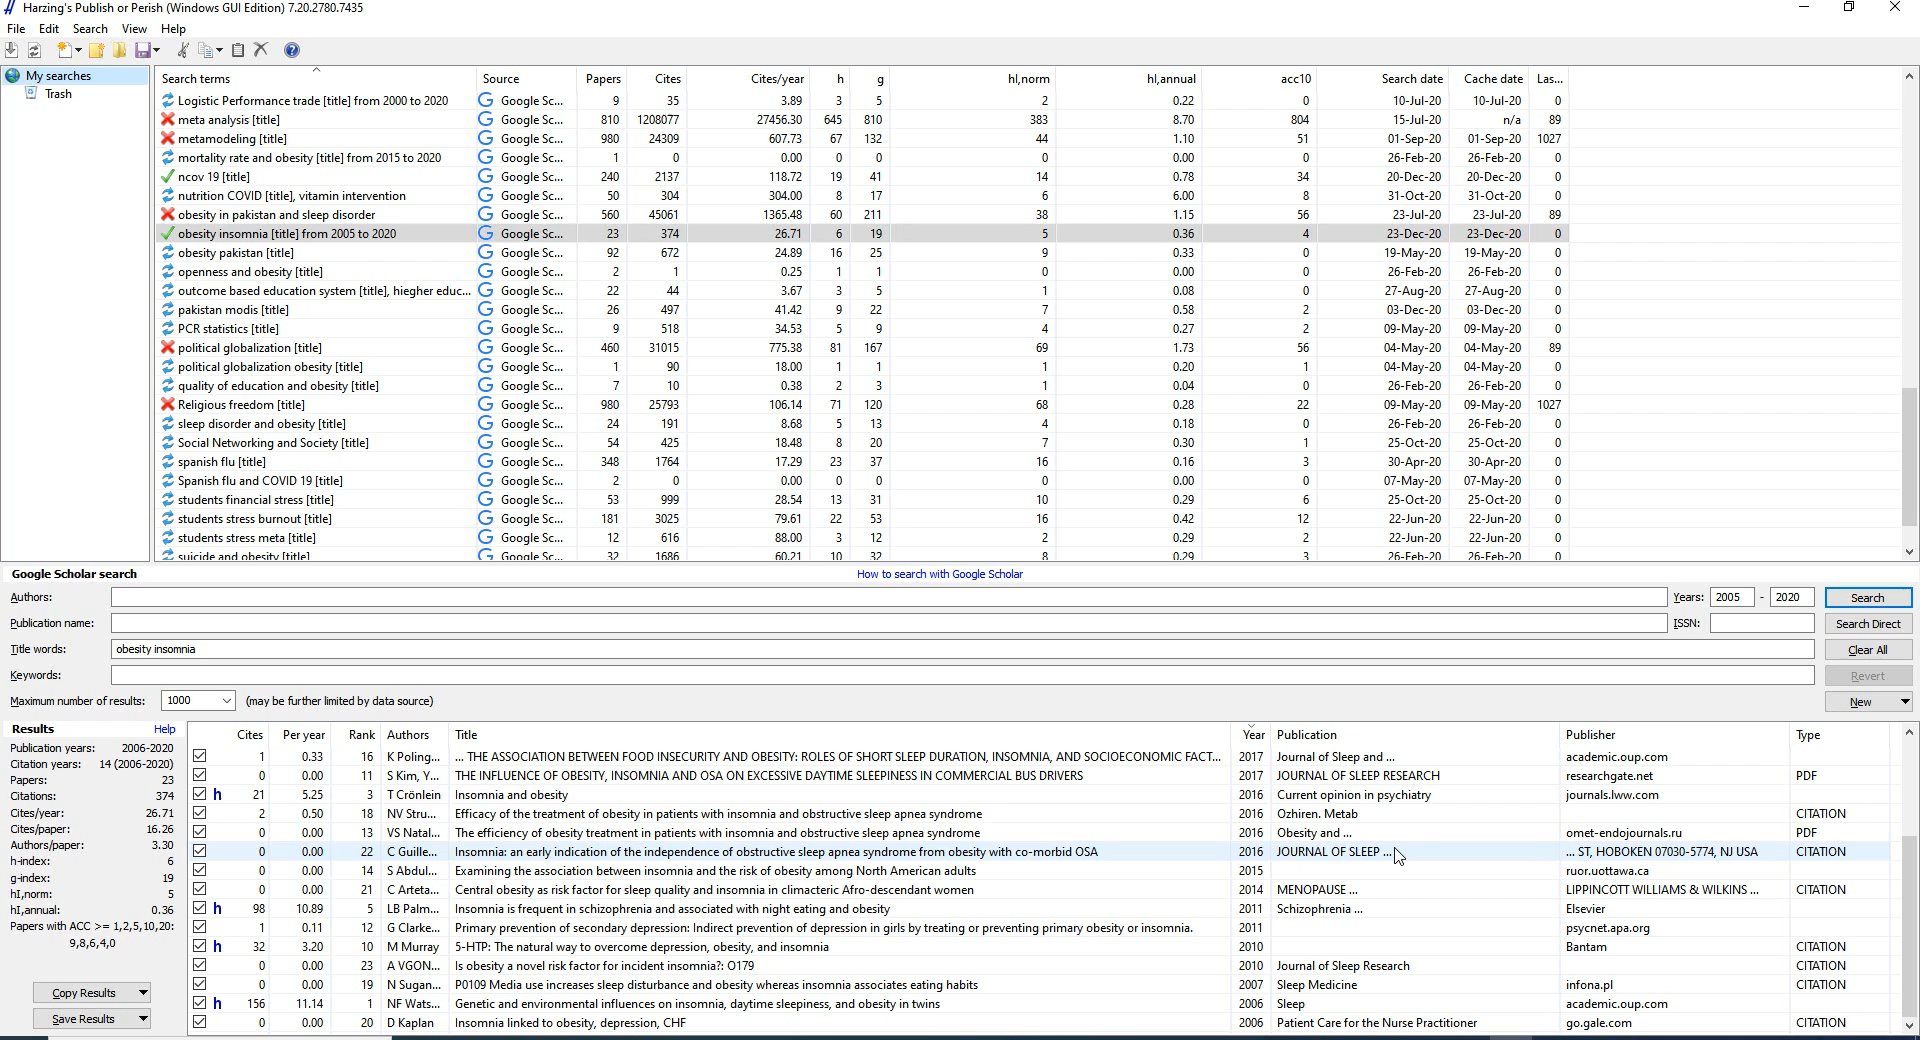 Harzing's Publish or Perish (Windows GUI Edition) 7.20.2780.7435
File Edit Search View Help
My searches
Trash
Search terms Source Papers Cites Cites/year h g hI,norm hI,annual acc10 Search date Cache date Las...
Logistic Performance trade [title] from 2000 to 2020 Google Sc... 9 35 3.89 3 5 2 0.22 0 10-Jul-20 10-Jul-20 0
meta analysis [title] Google Sc... 810 1208077 27456.30 645 810 383 8.70 804 15-Jul-20 n/a 89
metamodeling [title] Google Sc... 980 24309 607.73 67 132 44 1.10 51 01-Sep-20 01-Sep-20 1027
mortality rate and obesity [title] from 2015 to 2020 Google Sc... 1 0 0.00 0 0 0 0.00 0 26-Feb-20 26-Feb-20 0
ncov 19 [title] Google Sc... 240 2137 118.72 19 41 14 0.78 34 20-Dec-20 20-Dec-20 0
nutrition COVID [title], vitamin intervention Google Sc... 50 304 304.00 8 17 6 6.00 8 31-Oct-20 31-Oct-20 0
obesity in pakistan and sleep disorder Google Sc... 560 45061 1365.48 60 211 38 1.15 56 23-Jul-20 23-Jul-20 89
obesity insomnia [title] from 2005 to 2020 Google Sc... 23 374 26.71 6 19 5 0.36 4 23-Dec-20 23-Dec-20 0
obesity pakistan [title] Google Sc... 92 672 24.89 16 25 9 0.33 0 19-May-20 19-May-20 0
openness and obesity [title] Google Sc... 2 1 0.25 1 1 0 0.00 0 26-Feb-20 26-Feb-20 0
outcome based education system [title], hiegher educ... Google Sc... 22 44 3.67 3 5 1 0.08 0 27-Aug-20 27-Aug-20 0
pakistan modis [title] Google Sc... 26 497 41.42 9 22 7 0.58 2 03-Dec-20 03-Dec-20 0
PCR statistics [title] Google Sc... 9 518 34.53 5 9 4 0.27 2 09-May-20 09-May-20 0
political globalization [title] Google Sc... 460 31015 775.38 81 167 69 1.73 56 04-May-20 04-May-20 89
political globalization obesity [title] Google Sc... 1 90 18.00 1 1 1 0.20 1 04-May-20 04-May-20 0
quality of education and obesity [title] Google Sc... 7 10 0.38 2 3 1 0.04 0 26-Feb-20 26-Feb-20 0
Religious freedom [title] Google Sc... 980 25793 106.14 71 120 68 0.28 22 09-May-20 09-May-20 1027
sleep disorder and obesity [title] Google Sc... 24 191 8.68 5 13 4 0.18 0 26-Feb-20 26-Feb-20 0
Social Networking and Society [title] Google Sc... 54 425 18.48 8 20 7 0.30 1 25-Oct-20 25-Oct-20 0
spanish flu [title] Google Sc... 348 1764 17.29 23 37 16 0.16 3 30-Apr-20 30-Apr-20 0
Spanish flu and COVID 19 [title] Google Sc... 2 0 0.00 0 0 0 0.00 0 07-May-20 07-May-20 0
students financial stress [title] Google Sc... 53 999 28.54 13 31 10 0.29 6 25-Oct-20 25-Oct-20 0
students stress burnout [title] Google Sc... 181 3025 79.61 22 53 16 0.42 12 22-Jun-20 22-Jun-20 0
students stress meta [title] Google Sc... 12 616 88.00 3 12 2 0.29 2 22-Jun-20 22-Jun-20 0
suicide and obesity [title] Google Sc... 32 1686 60.21 10 32 8 0.29 3 26-Feb-20 26-Feb-20 0
Google Scholar search How to search with Google Scholar
Authors: Years: 2005 - 2020 Search
Publication name: ISSN: Search Direct
Title words: obesity insomnia Clear All
Keywords: Revert
Maximum number of results: 1000 (may be further limited by data source) New
Results Help
Publication years: 2006-2020
Citation years: 14 (2006-2020)
Papers: 23
Citations: 374
Cites/year: 26.71
Cites/paper: 16.26
Authors/paper: 3.30
h-index: 6
g-index: 19
hI,norm: 5
hI,annual: 0.36
Papers with ACC >= 1,2,5,10,20:
9,8,6,4,0
Copy Results
Save Results
Cites Per year Rank Authors Title Year Publication Publisher Type
1 0.33 16 K Poling... ... THE ASSOCIATION BETWEEN FOOD INSECURITY AND OBESITY: ROLES OF SHORT SLEEP DURATION, INSOMNIA, AND SOCIOECONOMIC FACT... 2017 Journal of Sleep and ... academic.oup.com
0 0.00 11 S Kim, Y... THE INFLUENCE OF OBESITY, INSOMNIA AND OSA ON EXCESSIVE DAYTIME SLEEPINESS IN COMMERCIAL BUS DRIVERS 2017 JOURNAL OF SLEEP RESEARCH researchgate.net PDF
h 21 5.25 3 T Crönlein Insomnia and obesity 2016 Current opinion in psychiatry journals.lww.com
2 0.50 18 NV Stru... Efficacy of the treatment of obesity in patients with insomnia and obstructive sleep apnea syndrome 2016 Ozhiren. Metab CITATION
0 0.00 13 VS Natal... The efficiency of obesity treatment in patients with insomnia and obstructive sleep apnea syndrome 2016 Obesity and ... omet-endojournals.ru PDF
0 0.00 22 C Guille... Insomnia: an early indication of the independence of obstructive sleep apnea syndrome from obesity with co-morbid OSA 2016 JOURNAL OF SLEEP ... ... ST, HOBOKEN 07030-5774, NJ USA CITATION
0 0.00 14 S Abdul... Examining the association between insomnia and the risk of obesity among North American adults 2015 ruor.uottawa.ca
0 0.00 21 C Arteta... Central obesity as risk factor for sleep quality and insomnia in climacteric Afro-descendant women 2014 MENOPAUSE ... LIPPINCOTT WILLIAMS & WILKINS ... CITATION
h 98 10.89 5 LB Palm... Insomnia is frequent in schizophrenia and associated with night eating and obesity 2011 Schizophrenia ... Elsevier
1 0.11 12 G Clarke... Primary prevention of secondary depression: Indirect prevention of depression in girls by treating or preventing primary obesity or insomnia. 2011 psycnet.apa.org
h 32 3.20 10 M Murray 5-HTP: The natural way to overcome depression, obesity, and insomnia 2010 Bantam CITATION
0 0.00 23 A VGON... Is obesity a novel risk factor for incident insomnia?: O179 2010 Journal of Sleep Research CITATION
0 0.00 19 N Sugan... P0109 Media use increases sleep disturbance and obesity whereas insomnia associates eating habits 2007 Sleep Medicine infona.pl CITATION
h 156 11.14 1 NF Wats... Genetic and environmental influences on insomnia, daytime sleepiness, and obesity in twins 2006 Sleep academic.oup.com
0 0.00 20 D Kaplan Insomnia linked to obesity, depression, CHF 2006 Patient Care for the Nurse Practitioner go.gale.com CITATION